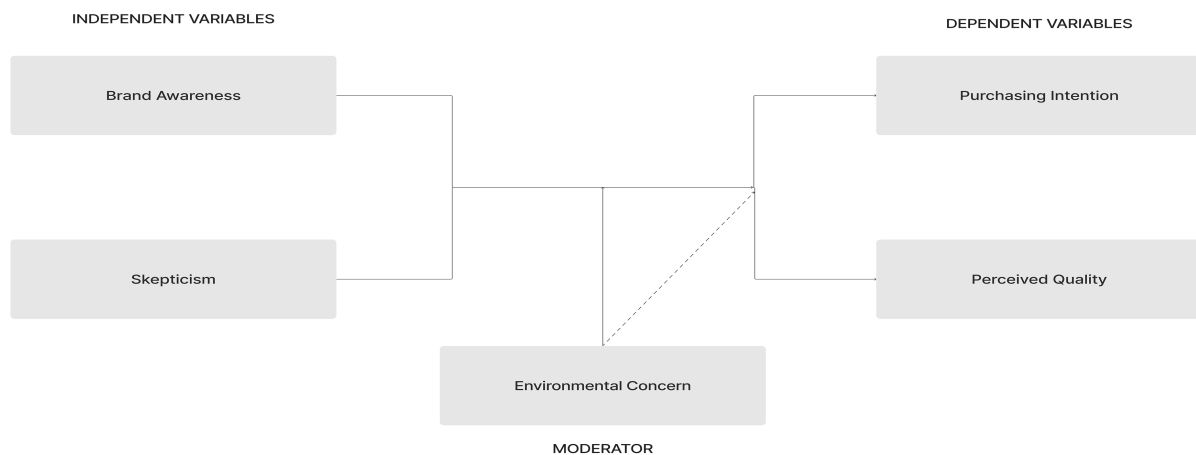 INDEPENDENT VARIABLES
DEPENDENT VARIABLES
Brand Awareness
Purchasing Intention
Skepticism
Perceived Quality
Environmental Concern
MODERATOR